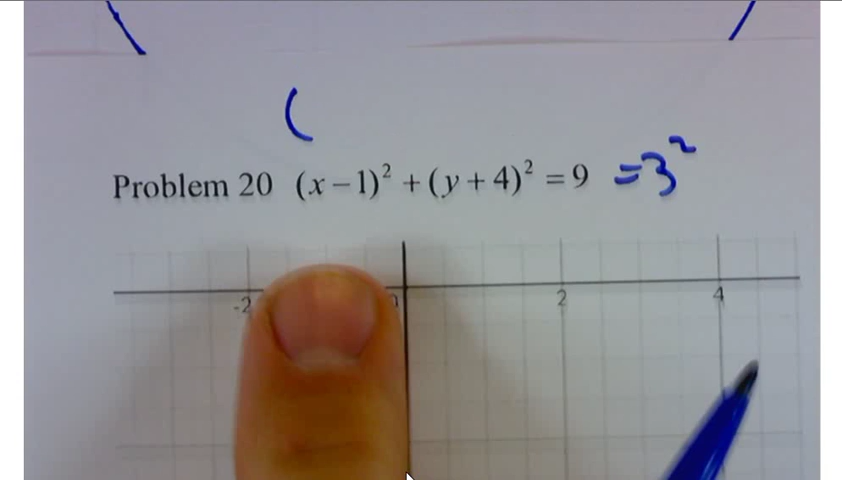 (
Problem 20 (x − 1)² + (y + 4)² = 9 = 3²
-2 2 4